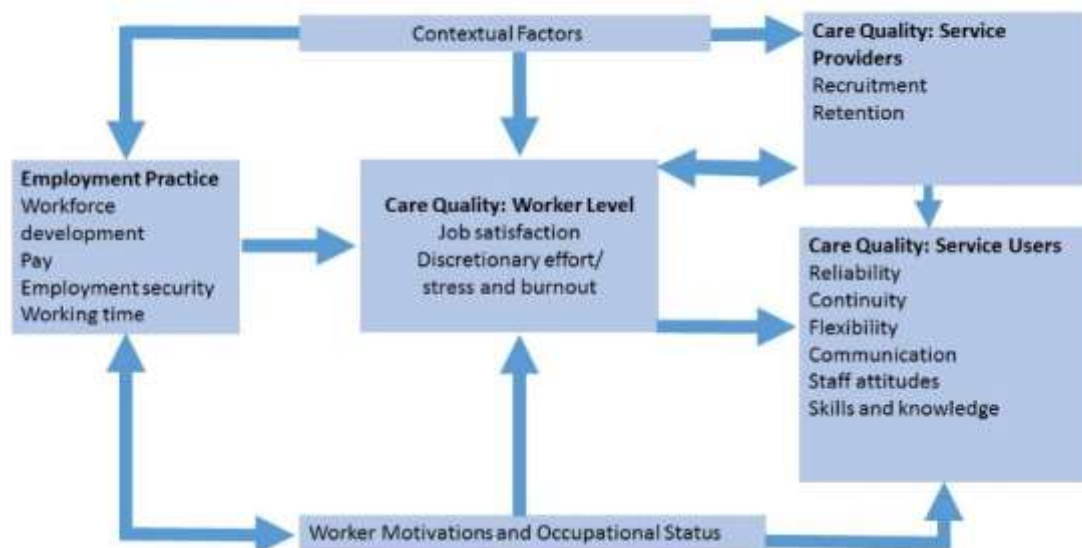 Contextual Factors
Care Quality: Service
Providers
Recruitment
Retention
Employment Practice
Workforce
development
Pay
Employment security
Working time
Care Quality: Worker Level
Job satisfaction
Discretionary effort/
stress and burnout
Care Quality: Service Users
Reliability
Continuity
Flexibility
Communication
Staff attitudes
Skills and knowledge
Worker Motivations and Occupational Status